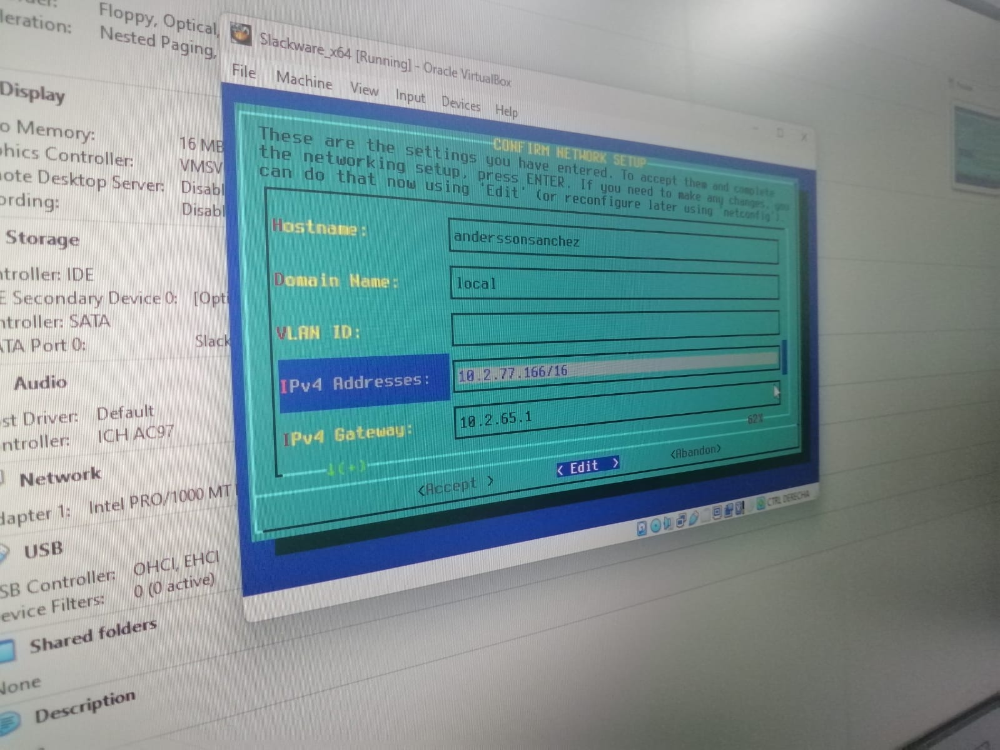 Floppy, Optical,
leration: Nested Paging,
Display
o Memory: 16 MB
phics Controller: VMSV
note Desktop Server: Disabl
ording: Disabl
Storage
ntroller: IDE
E Secondary Device 0: [Opti
ntroller: SATA
ATA Port 0: Slack
Audio
st Driver: Default
ntroller: ICH AC97
Network
dapter 1: Intel PRO/1000 MT
USB
SB Controller: OHCI, EHCI
evice Filters: 0 (0 active)
Shared folders
None
Description
Slackware_x64 [Running] - Oracle VirtualBox
File Machine View Input Devices Help
CONFIRM NETWORK SETUP
These are the settings you have entered. To accept them and complete
the networking setup, press ENTER. If you need to make any changes, you
can do that now using 'Edit' (or reconfigure later using 'netconfig').
Hostname: anderssonsanchez
Domain Name: local
VLAN ID:
IPv4 Addresses: 10.2.77.166/16
IPv4 Gateway: 10.2.65.1
↓(+) 62%
<Accept > < Edit > <Abandon>
CTRL DERECHA